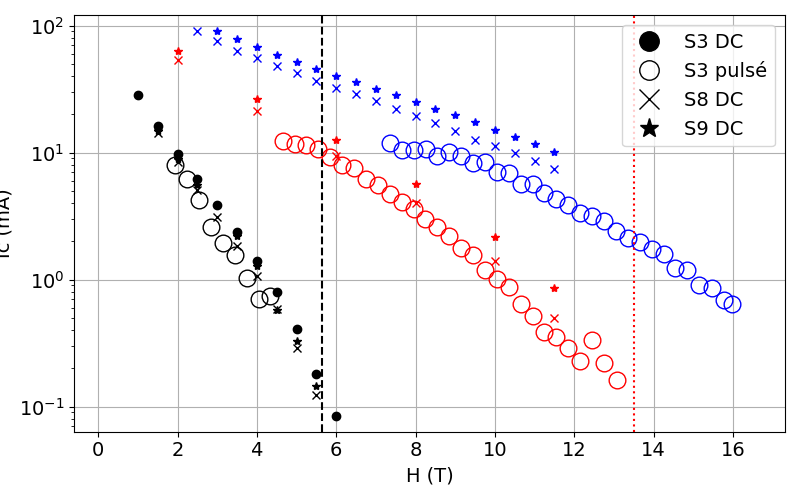 Ic (mA)
10²
10¹
10⁰
10⁻¹
0 2 4 6 8 10 12 14 16
H (T)
S3 DC
S3 pulsé
S8 DC
S9 DC